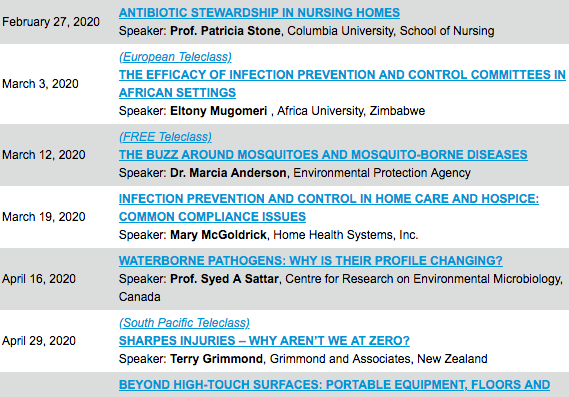 February 27, 2020
ANTIBIOTIC STEWARDSHIP IN NURSING HOMES
Speaker: Prof. Patricia Stone, Columbia University, School of Nursing
March 3, 2020
(European Teleclass)
THE EFFICACY OF INFECTION PREVENTION AND CONTROL COMMITTEES IN
AFRICAN SETTINGS
Speaker: Eltony Mugomeri , Africa University, Zimbabwe
March 12, 2020
(FREE Teleclass)
THE BUZZ AROUND MOSQUITOES AND MOSQUITO-BORNE DISEASES
Speaker: Dr. Marcia Anderson, Environmental Protection Agency
March 19, 2020
INFECTION PREVENTION AND CONTROL IN HOME CARE AND HOSPICE:
COMMON COMPLIANCE ISSUES
Speaker: Mary McGoldrick, Home Health Systems, Inc.
April 16, 2020
WATERBORNE PATHOGENS: WHY IS THEIR PROFILE CHANGING?
Speaker: Prof. Syed A Sattar, Centre for Research on Environmental Microbiology,
Canada
April 29, 2020
(South Pacific Teleclass)
SHARPES INJURIES – WHY AREN'T WE AT ZERO?
Speaker: Terry Grimmond, Grimmond and Associates, New Zealand
BEYOND HIGH-TOUCH SURFACES: PORTABLE EQUIPMENT, FLOORS AND